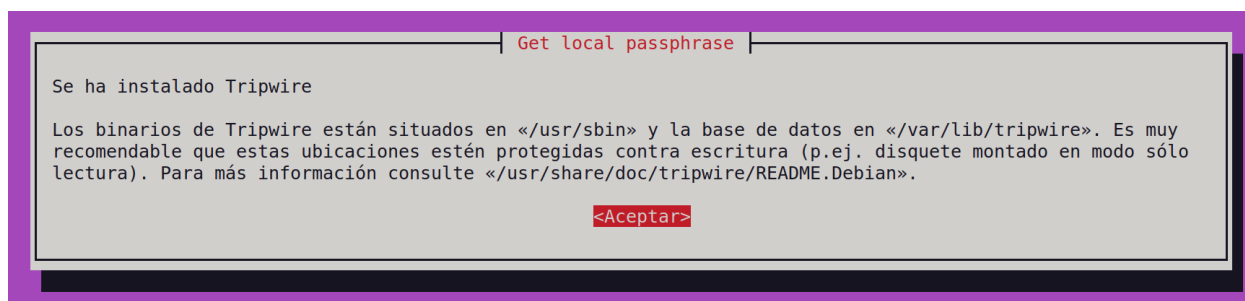 Get local passphrase
Se ha instalado Tripwire
Los binarios de Tripwire están situados en «/usr/sbin» y la base de datos en «/var/lib/tripwire». Es muy
recomendable que estas ubicaciones estén protegidas contra escritura (p.ej. disquete montado en modo sólo
lectura). Para más información consulte «/usr/share/doc/tripwire/README.Debian».
<Aceptar>